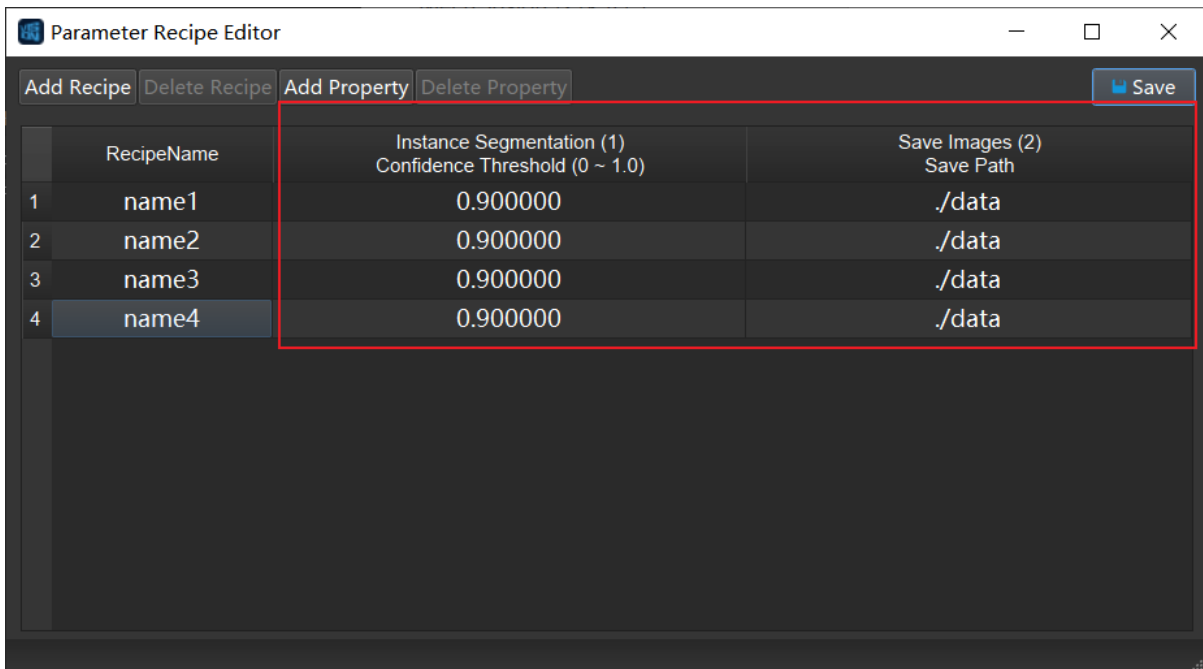 Parameter Recipe Editor
Add Recipe Delete Recipe Add Property Delete Property Save
RecipeName Instance Segmentation (1) Save Images (2)
Confidence Threshold (0 ~ 1.0) Save Path
1 name1 0.900000 ./data
2 name2 0.900000 ./data
3 name3 0.900000 ./data
4 name4 0.900000 ./data